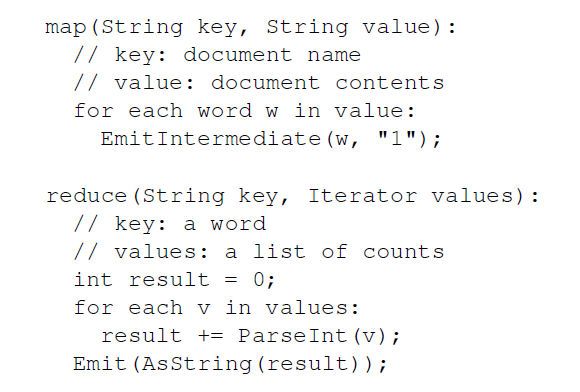 map(String key, String value):
// key: document name
// value: document contents
for each word w in value:
EmitIntermediate(w, "1");
reduce(String key, Iterator values):
// key: a word
// values: a list of counts
int result = 0;
for each v in values:
result += ParseInt(v);
Emit(AsString(result));